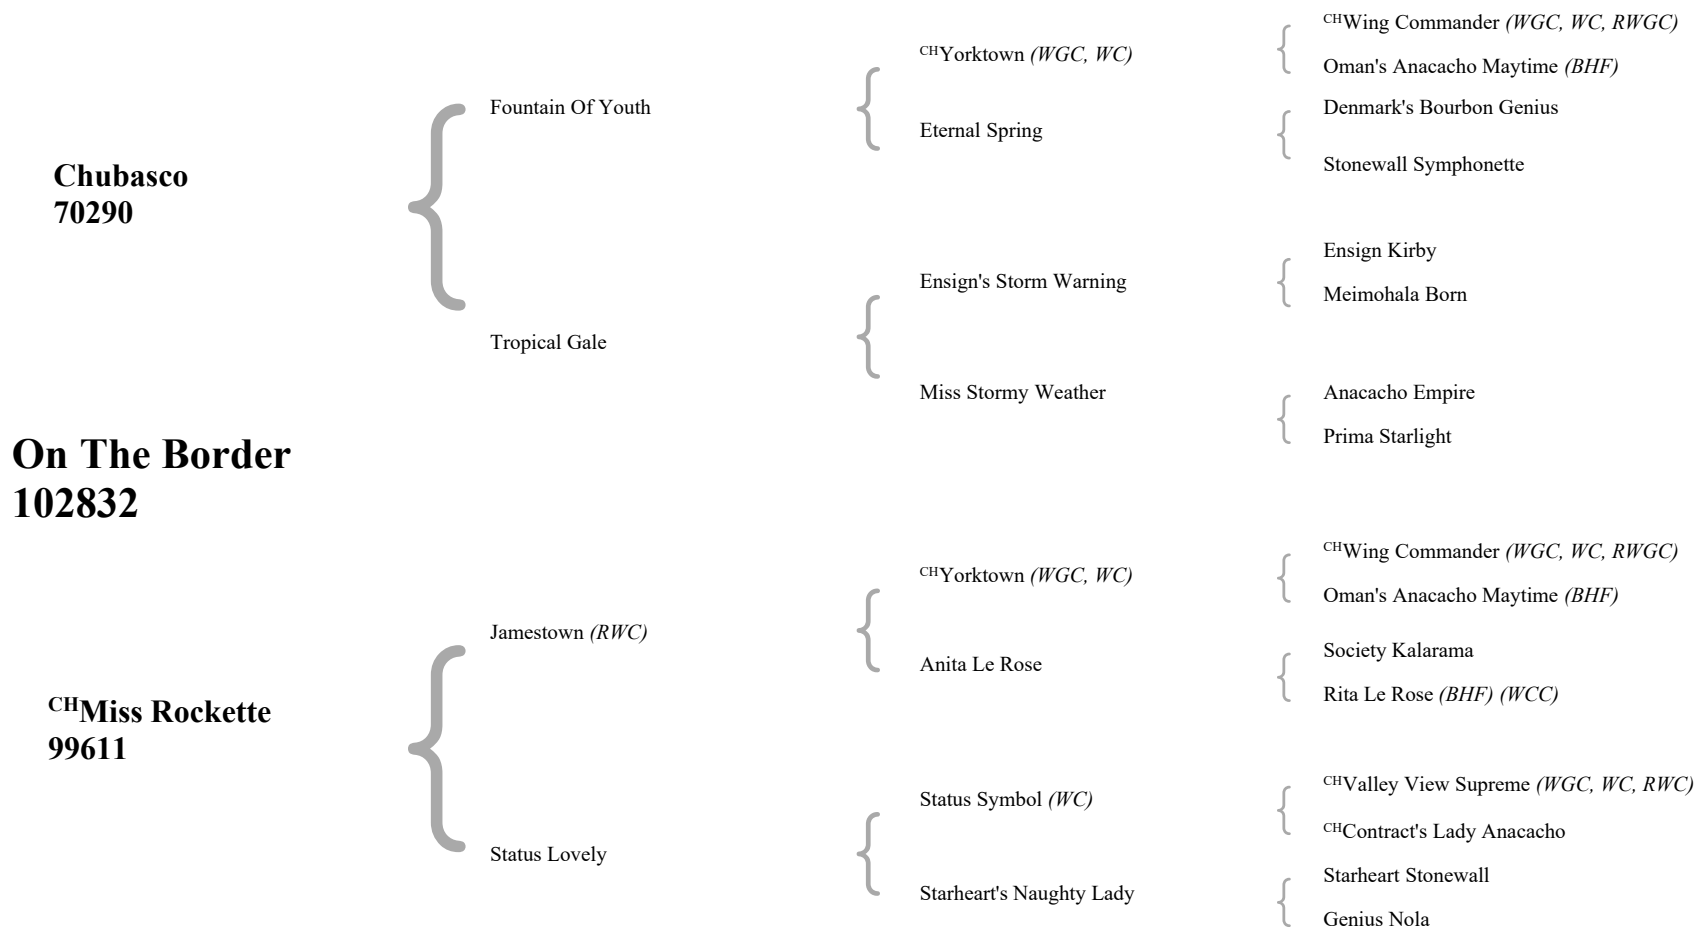 CHWing Commander (WGC, WC, RWGC)
CHYorktown (WGC, WC)
Oman's Anacacho Maytime (BHF)
Fountain Of Youth
Denmark's Bourbon Genius
Eternal Spring
Stonewall Symphonette
Chubasco
70290
Ensign Kirby
Ensign's Storm Warning
Meimohala Born
Tropical Gale
Miss Stormy Weather
Anacacho Empire
Prima Starlight
On The Border
102832
CHWing Commander (WGC, WC, RWGC)
CHYorktown (WGC, WC)
Oman's Anacacho Maytime (BHF)
Jamestown (RWC)
Society Kalarama
Anita Le Rose
Rita Le Rose (BHF) (WCC)
CHMiss Rockette
99611
CHValley View Supreme (WGC, WC, RWC)
Status Symbol (WC)
CHContract's Lady Anacacho
Status Lovely
Starheart Stonewall
Starheart's Naughty Lady
Genius Nola